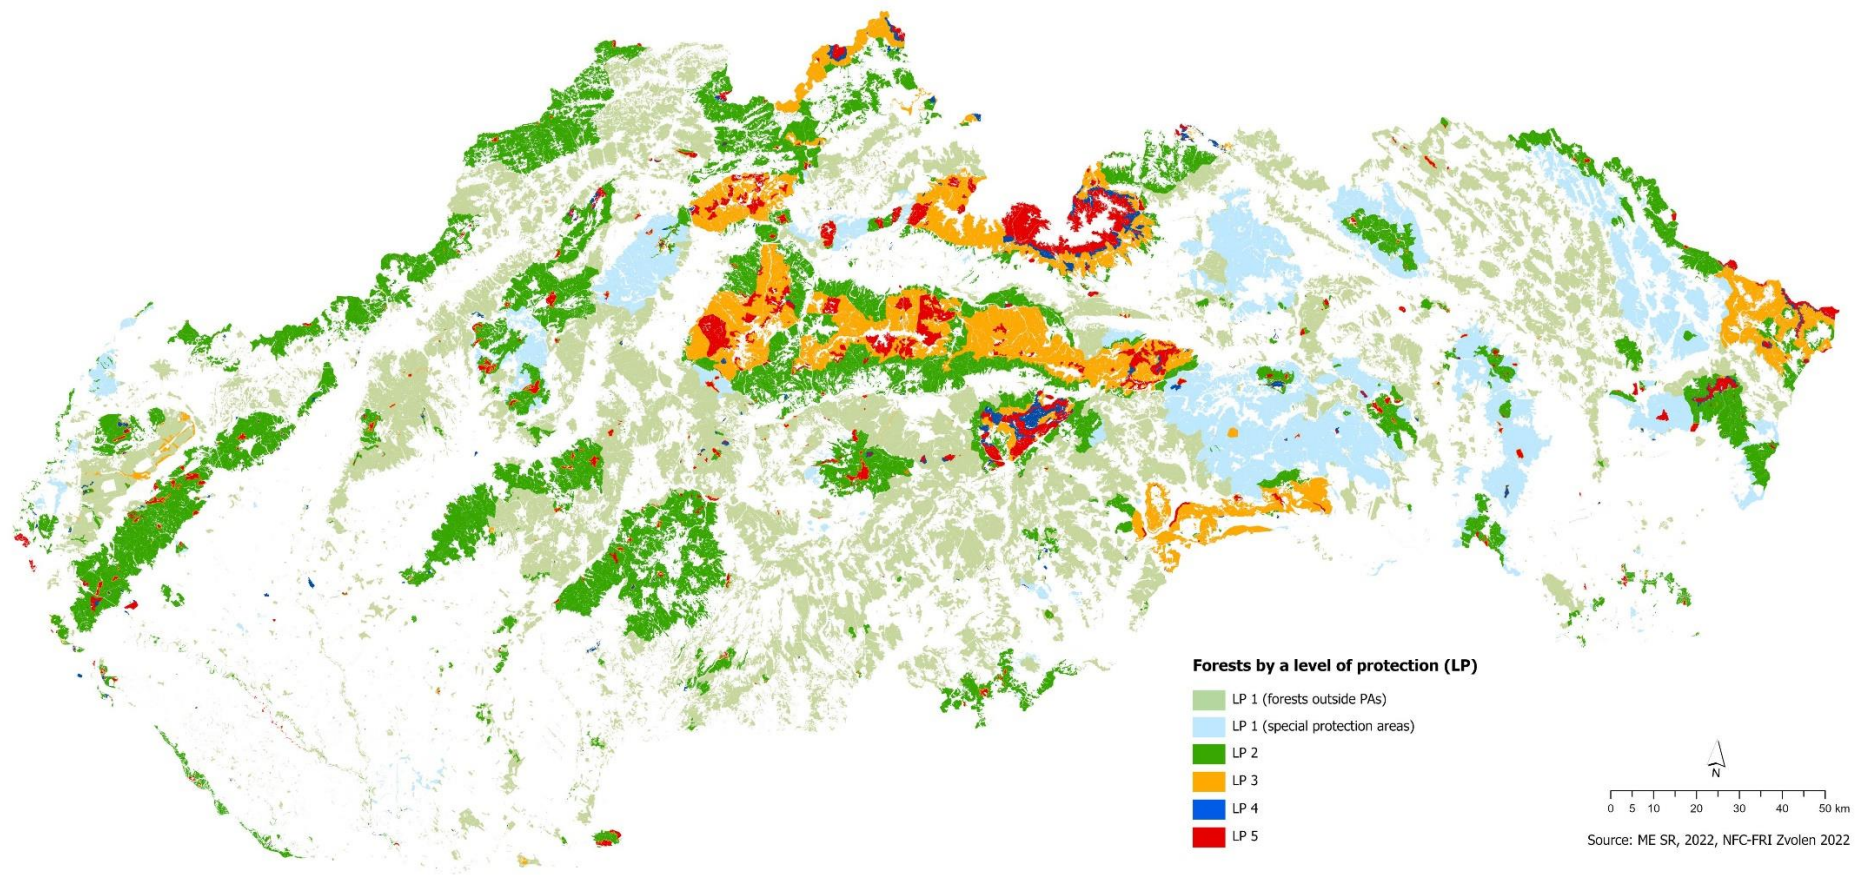 Forests by a level of protection (LP)
LP 1 (forests outside PAs)
LP 1 (special protection areas)
LP 2
LP 3
LP 4
LP 5
N
0 5 10 20 30 40 50 km
Source: ME SR, 2022, NFC-FRI Zvolen 2022